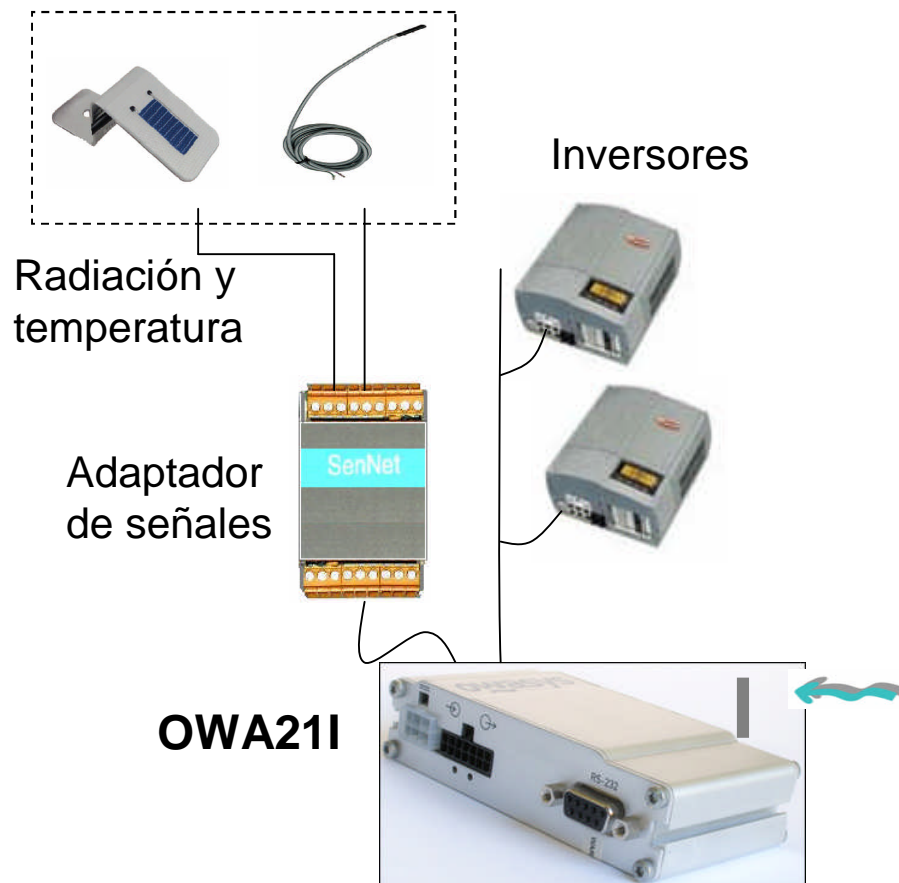 Inversores
Radiación y
temperatura
SenNet
Adaptador
de señales
OWA21I
RS-232